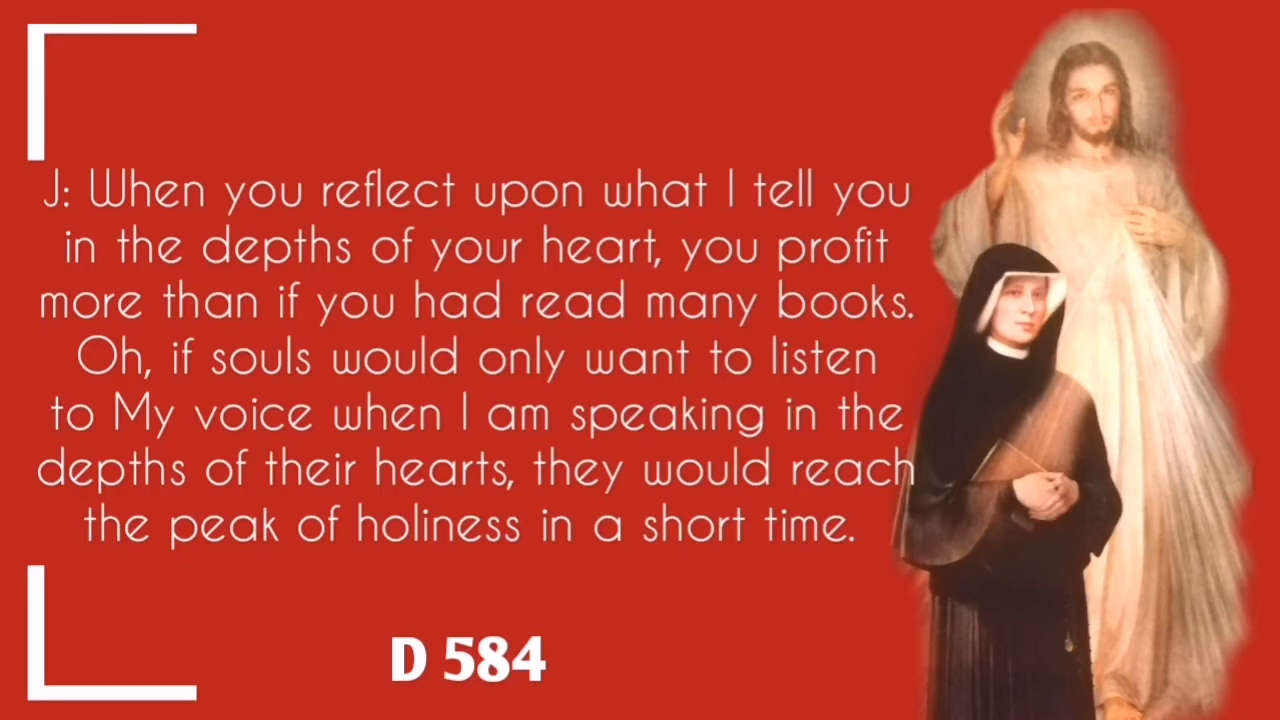 J: When you reflect upon what I tell you
in the depths of your heart, you profit
more than if you had read many books.
Oh, if souls would only want to listen
to My voice when I am speaking in the
depths of their hearts, they would reach
the peak of holiness in a short time.
D 584